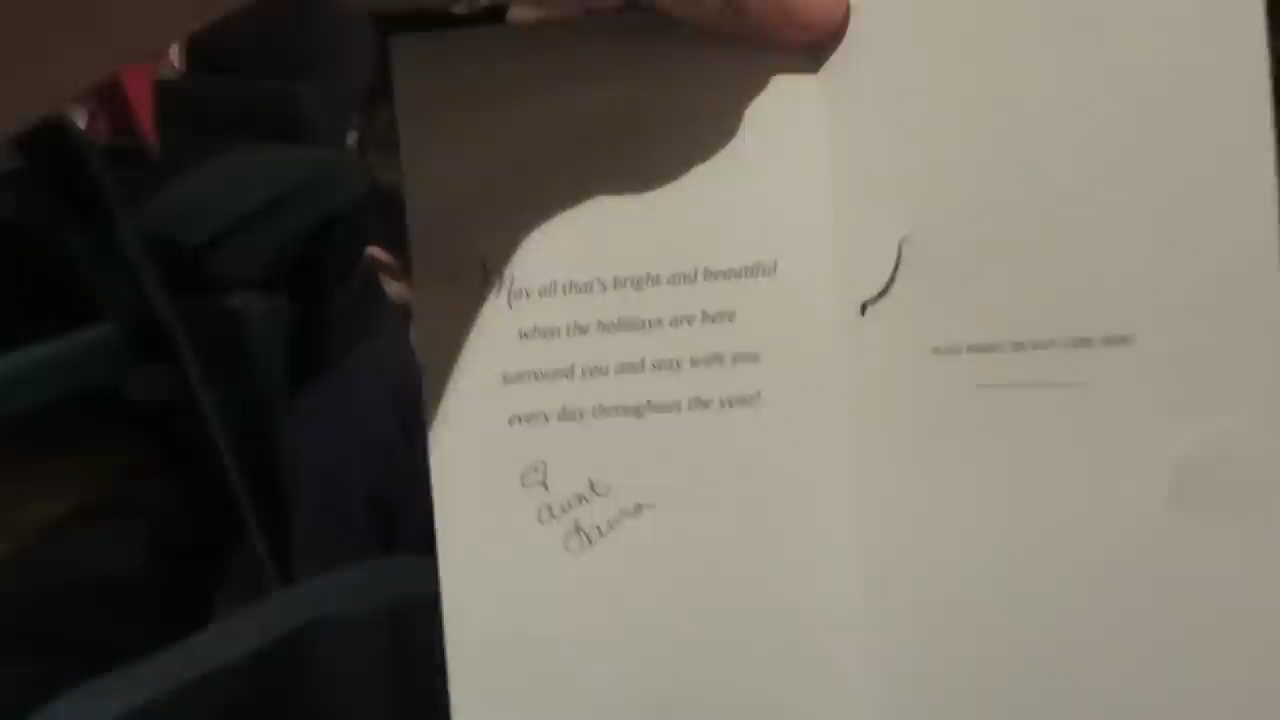 May all that's bright and beautiful
when the holidays are here
surround you and stay with you
every day throughout the year!
aunt